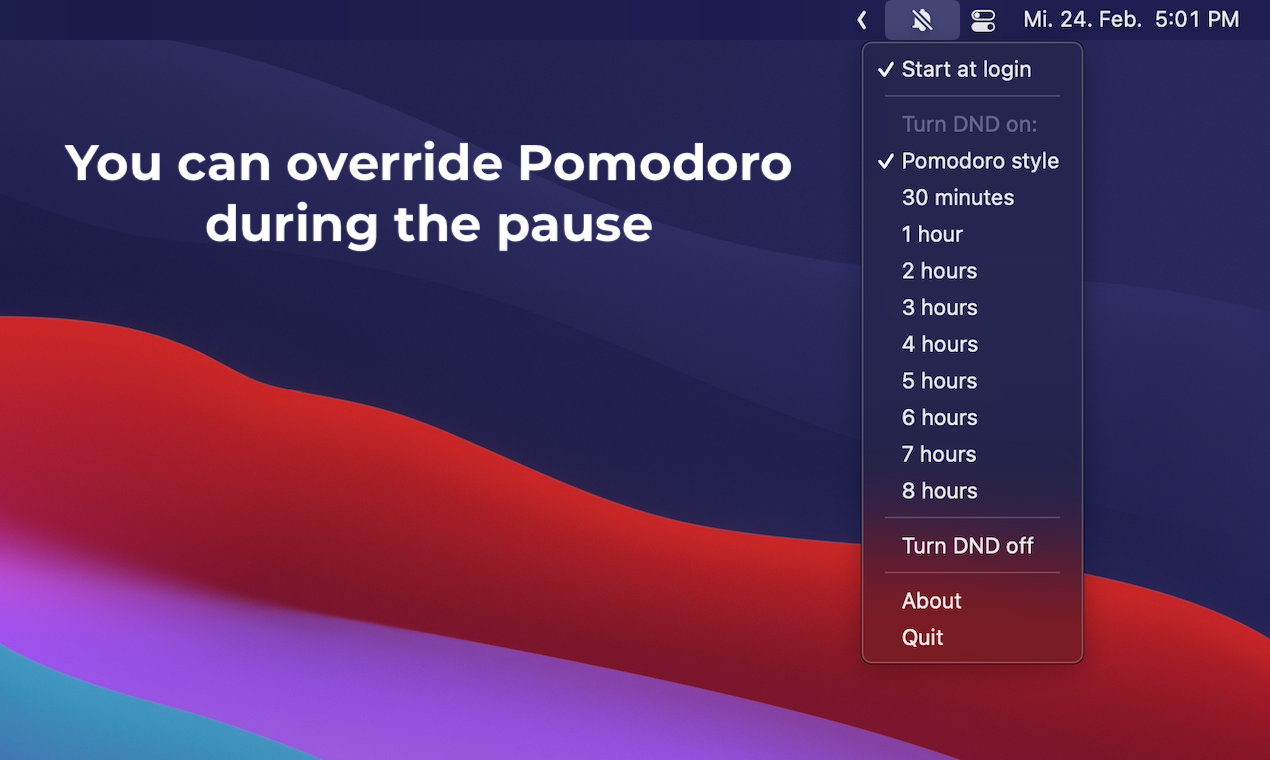 Mi. 24. Feb. 5:01 PM
You can override Pomodoro
during the pause
Start at login
Turn DND on:
Pomodoro style
30 minutes
1 hour
2 hours
3 hours
4 hours
5 hours
6 hours
7 hours
8 hours
Turn DND off
About
Quit